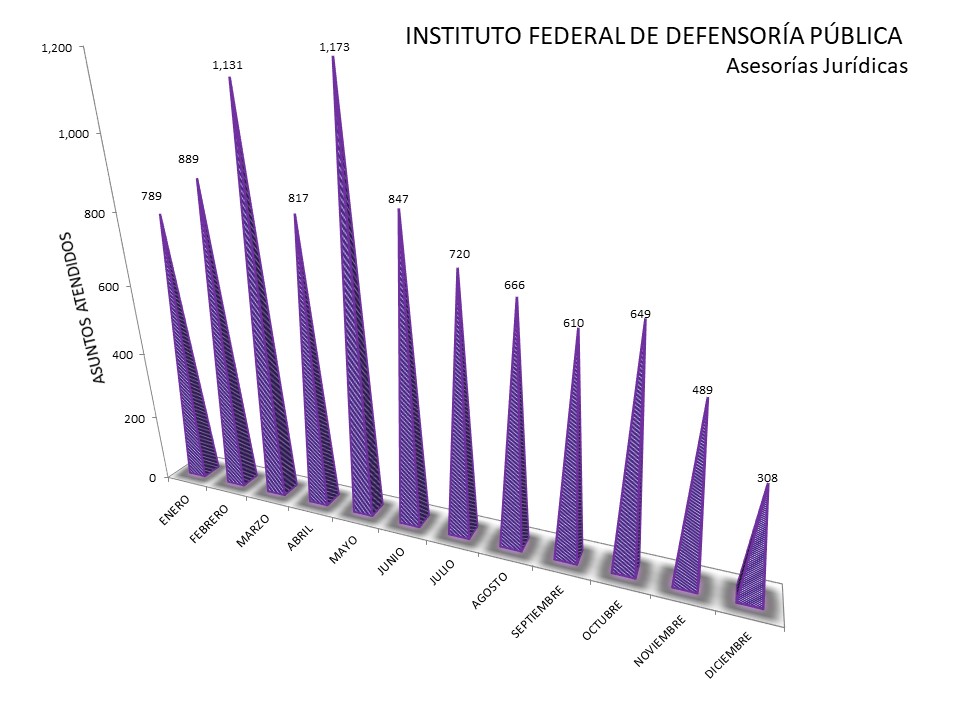 INSTITUTO FEDERAL DE DEFENSORÍA PÚBLICA
Asesorías Jurídicas
ASUNTOS ATENDIDOS
1,200
1,000
800
600
400
200
0
789
889
1,131
817
1,173
847
720
666
610
649
489
308
ENERO
FEBRERO
MARZO
ABRIL
MAYO
JUNIO
JULIO
AGOSTO
SEPTIEMBRE
OCTUBRE
NOVIEMBRE
DICIEMBRE